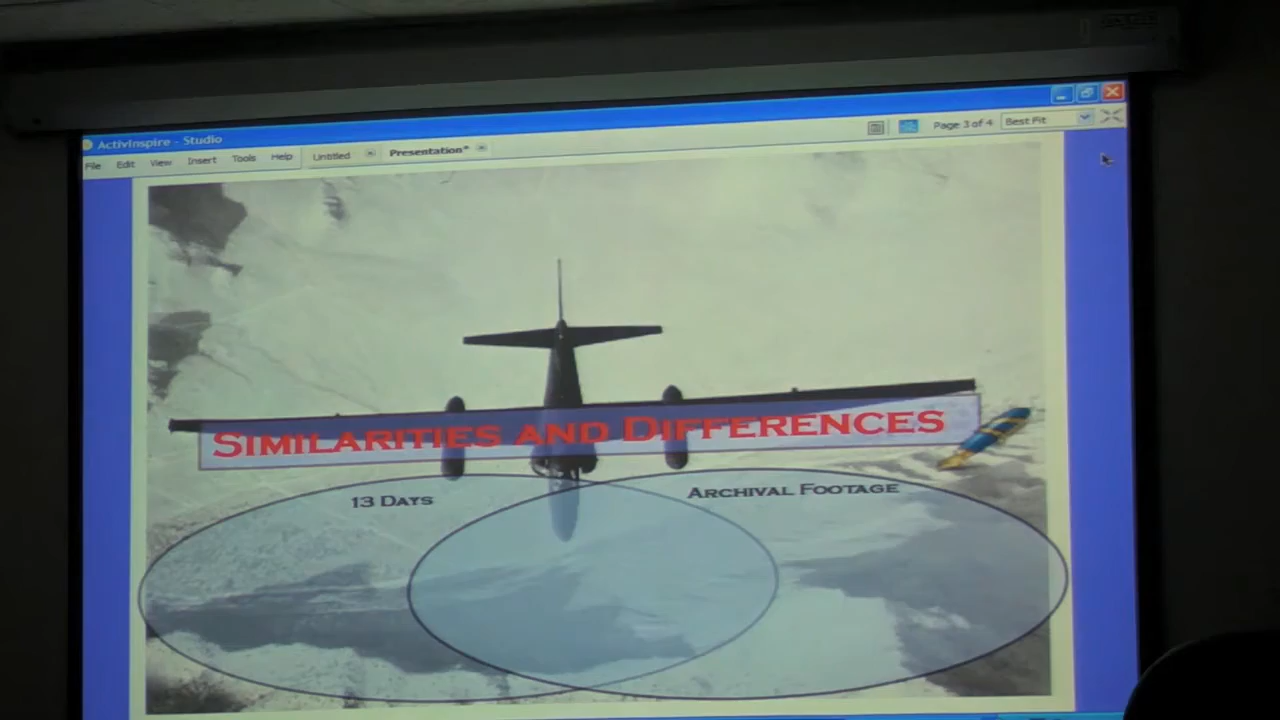 ActivInspire - Studio
File Edit View Insert Tools Help Untitled Presentation* Page 3 of 4 Best Fit
SIMILARITIES AND DIFFERENCES
13 DAYS
ARCHIVAL FOOTAGE